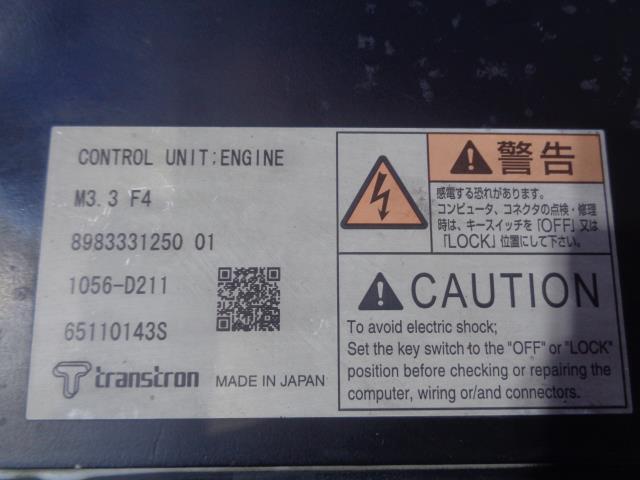 CONTROL UNIT;ENGINE
M3.3 F4
8983331250 01
1056-D211
65110143S
transtron MADE IN JAPAN
警告
感電する恐れがあります。
コンピュータ、コネクタの点検・修理
時は、キースイッチを「OFF」又は
「LOCK」位置にして下さい。
CAUTION
To avoid electric shock;
Set the key switch to the "OFF" or "LOCK"
position before checking or repairing the
computer, wiring or/and connectors.